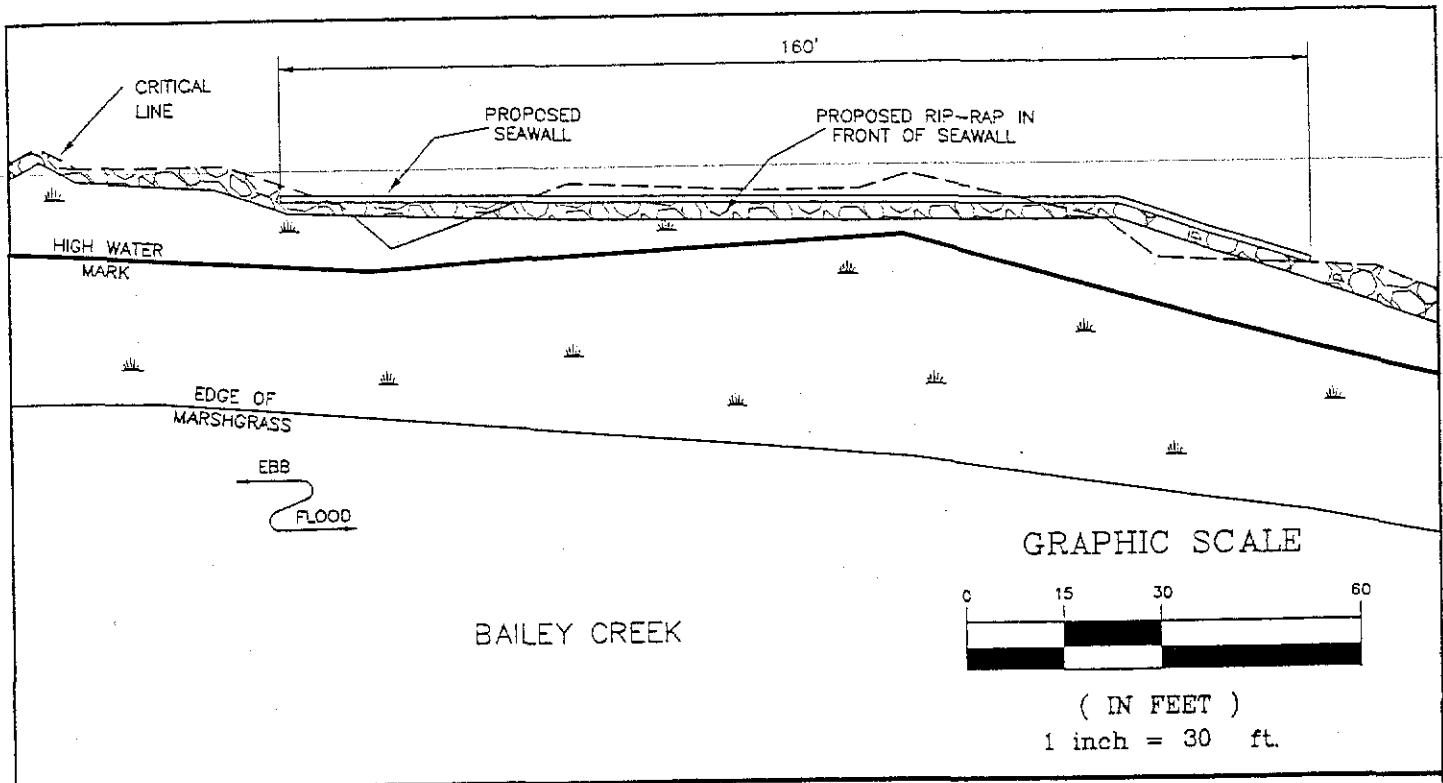 160'
CRITICAL
LINE
PROPOSED
SEAWALL
PROPOSED RIP-RAP IN
FRONT OF SEAWALL
HIGH WATER
MARK
EDGE OF
MARSHGRASS
EBB
FLOOD
BAILEY CREEK
GRAPHIC SCALE
0 15 30 60
( IN FEET )
1 inch = 30 ft.